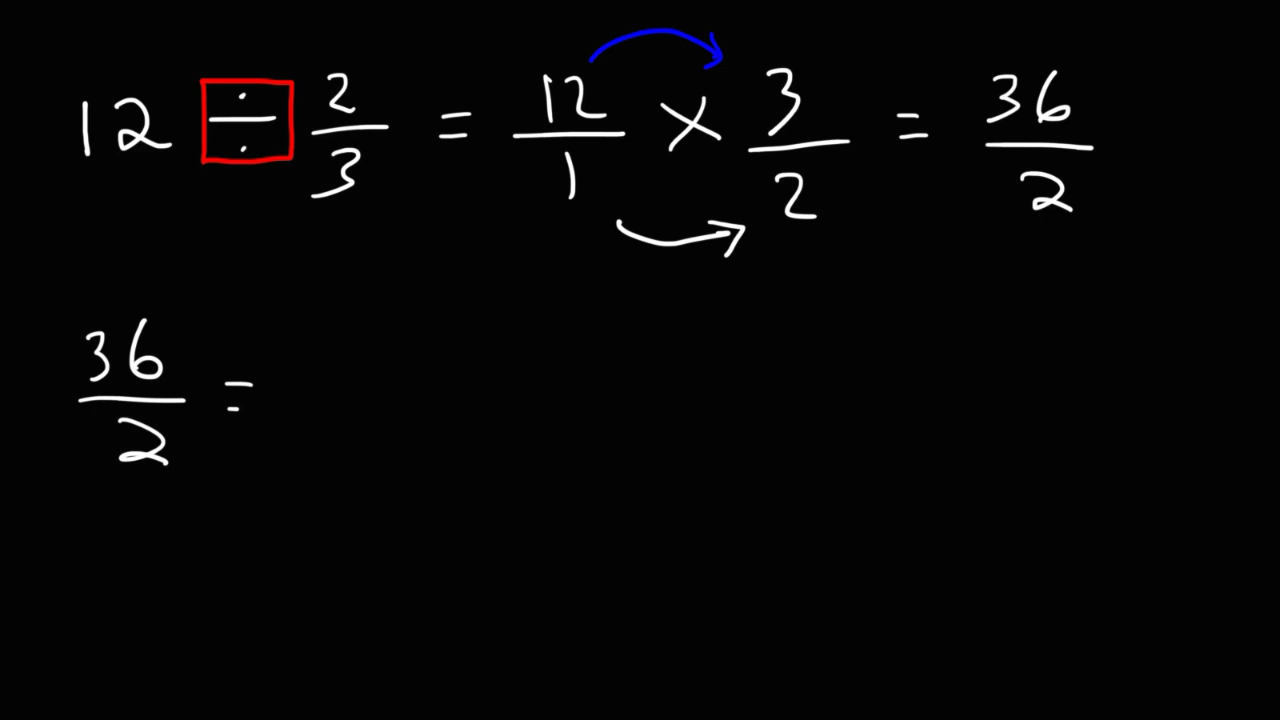 12 ÷ 2/3 = 12/1 × 3/2 = 36/2
36/2 =